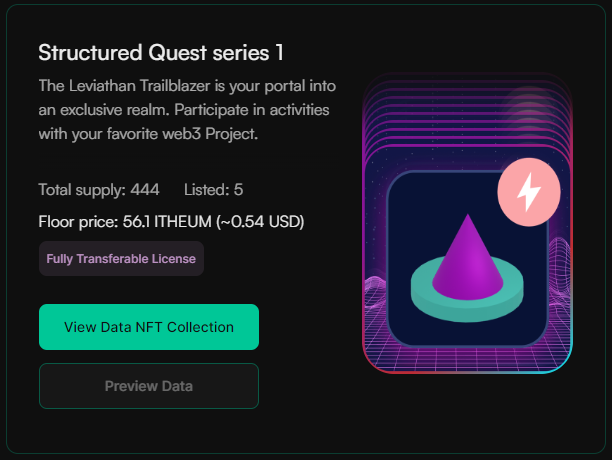 Structured Quest series 1
The Leviathan Trailblazer is your portal into
an exclusive realm. Participate in activities
with your favorite web3 Project.
Total supply: 444 Listed: 5
Floor price: 56.1 ITHEUM (~0.54 USD)
Fully Transferable License
View Data NFT Collection
Preview Data